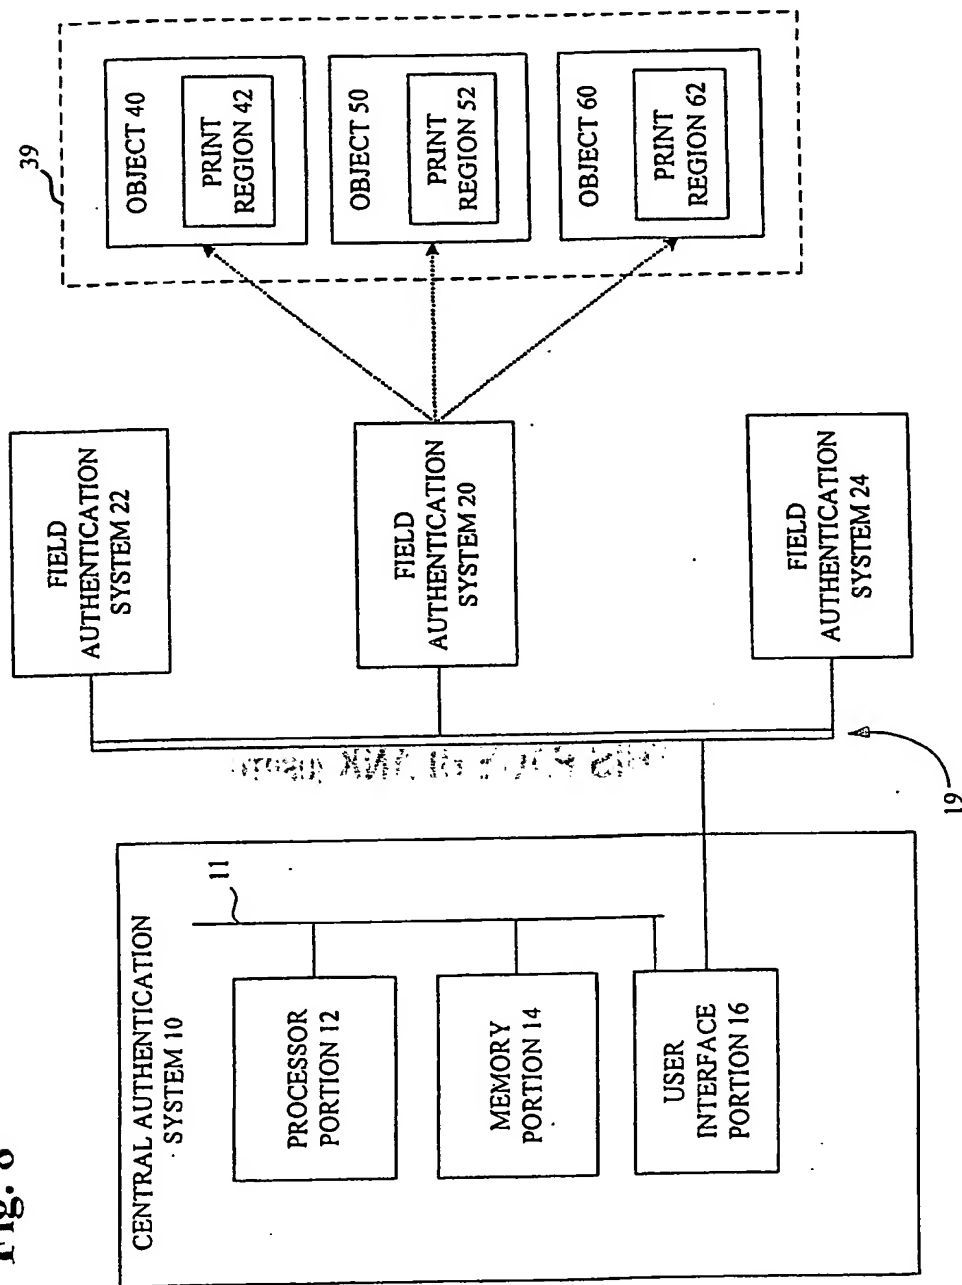 Fig.
CENTRAL AUTHENTICATION
SYSTEM 10
11
PROCESSOR
PORTION 12
MEMORY
PORTION 14
USER
INTERFACE
PORTION 16
19
FIELD
AUTHENTICATION
SYSTEM 22
FIELD
AUTHENTICATION
SYSTEM 20
FIELD
AUTHENTICATION
SYSTEM 24
39
OBJECT 40
PRINT
REGION 42
OBJECT 50
PRINT
REGION 52
OBJECT 60
PRINT
REGION 62